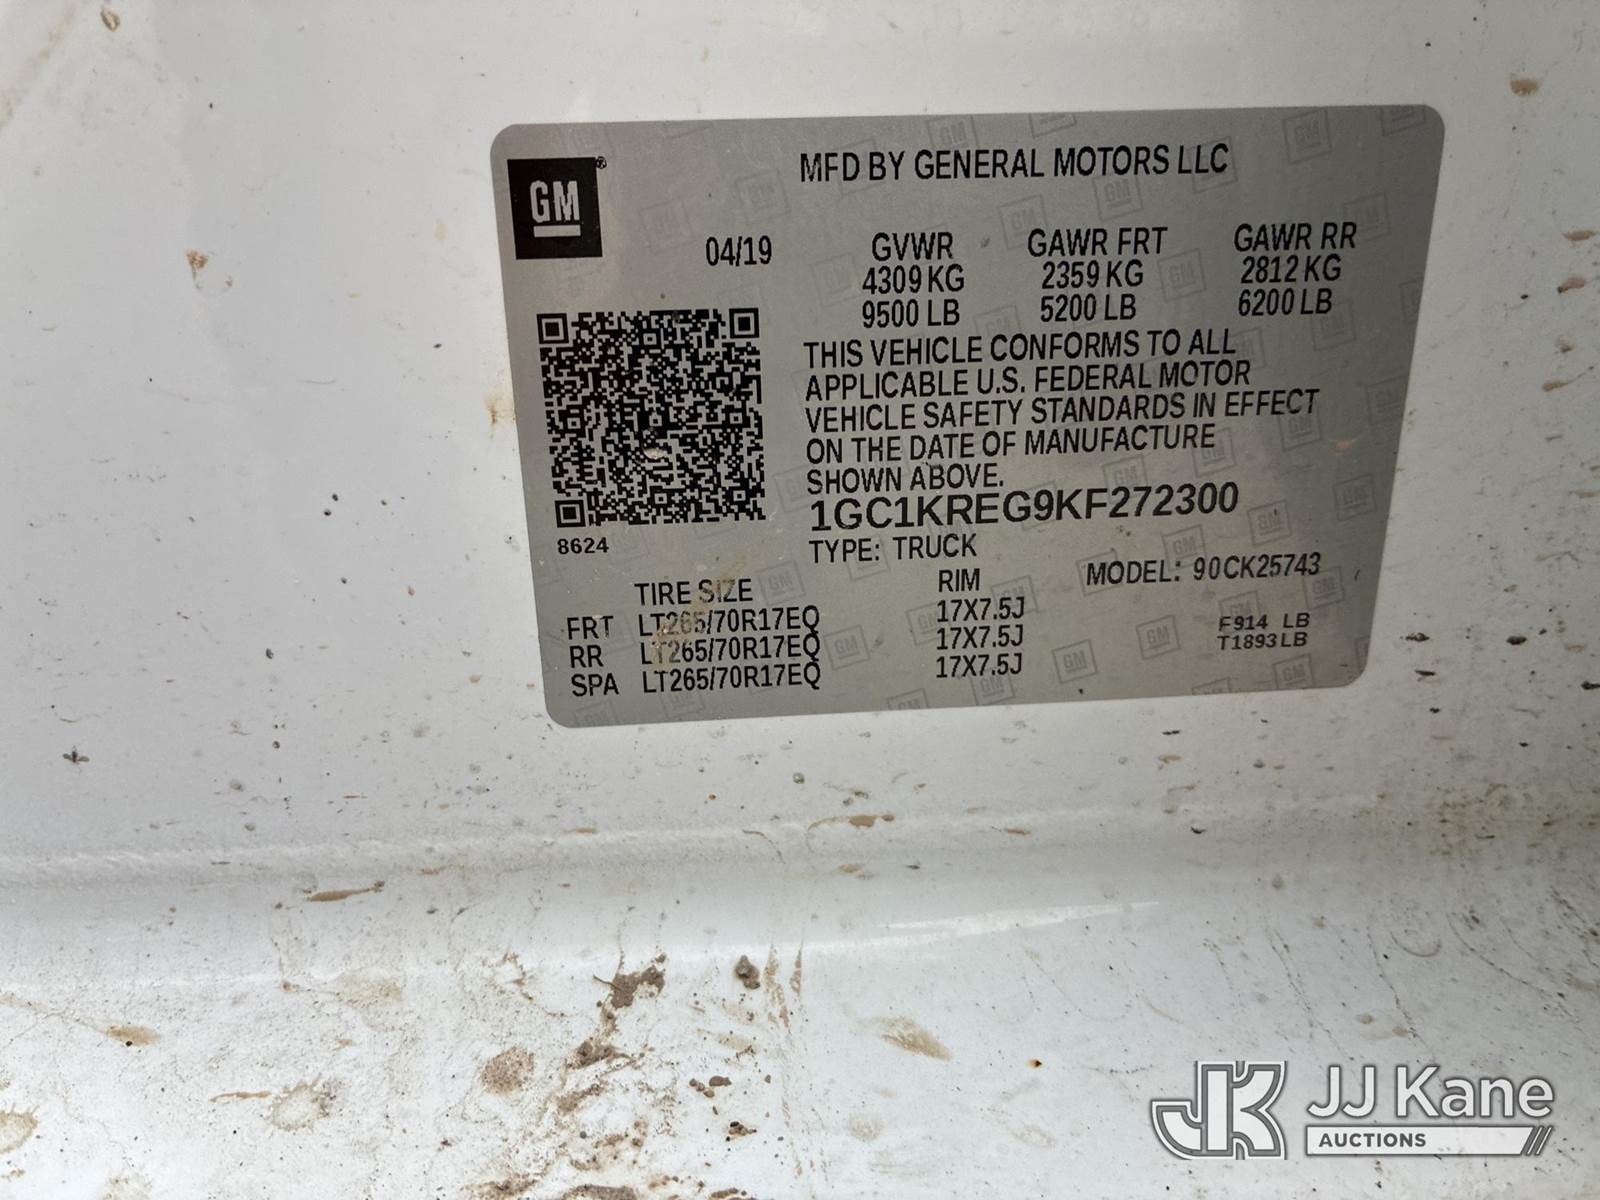 GM®
MFD BY GENERAL MOTORS LLC
04/19
GVWR GAWR FRT GAWR RR
4309 KG 2359 KG 2812 KG
9500 LB 5200 LB 6200 LB
THIS VEHICLE CONFORMS TO ALL
APPLICABLE U.S. FEDERAL MOTOR
VEHICLE SAFETY STANDARDS IN EFFECT
ON THE DATE OF MANUFACTURE
SHOWN ABOVE.
1GC1KREG9KF272300
8624
TYPE: TRUCK MODEL: 90CK25743
TIRE SIZE RIM
FRT LT265/70R17EQ 17X7.5J
RR LT265/70R17EQ 17X7.5J
SPA LT265/70R17EQ 17X7.5J
F914 LB
T1893LB
JK JJ Kane
AUCTIONS